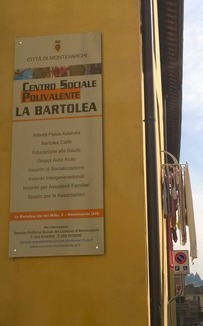 CITTÀ DI MONTEVARCHI
CENTRO SOCIALE
POLIVALENTE
LA BARTOLEA
Attività Fisica Adattata
Bartolea Caffè
Educazione alla Salute
Gruppi Auto Aiuto
Incontri di Socializzazione
Incontri Intergenerazionali
Incontri per Assistenti Familiari
Spazio per le Associazioni